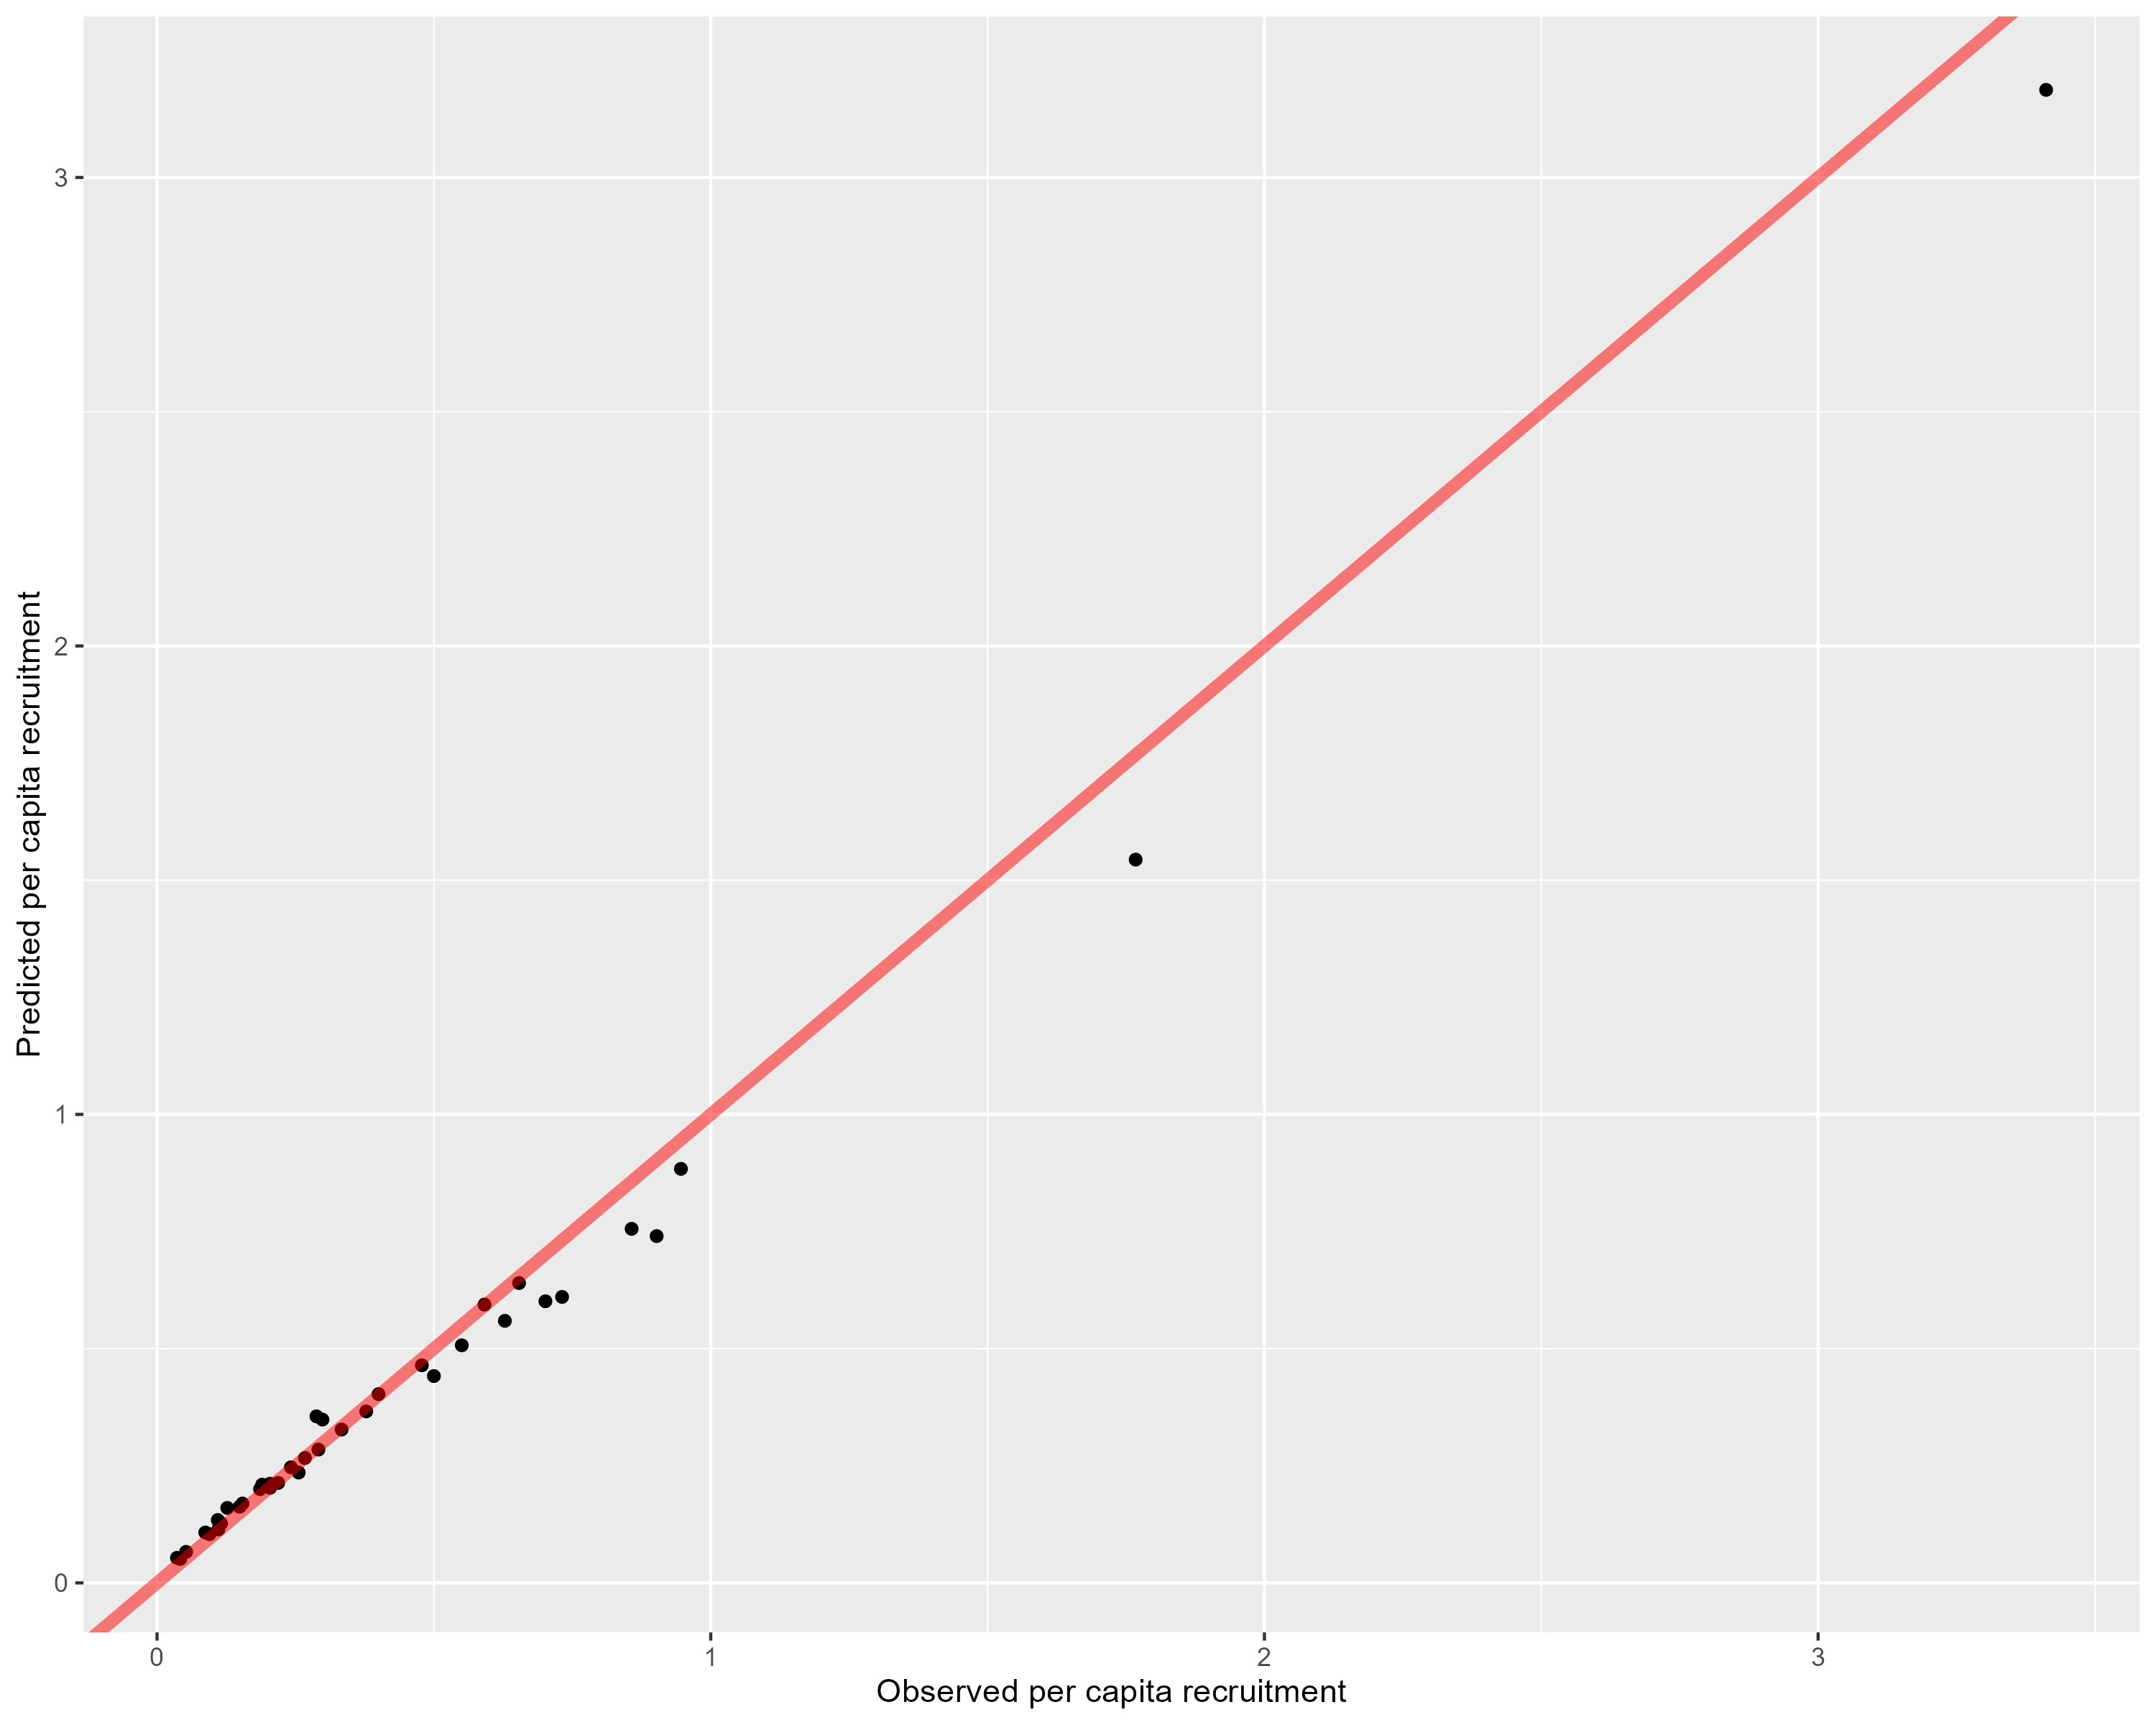 Predicted per capita recruitment
3
2
1
0
0 1 2 3
Observed per capita recruitment